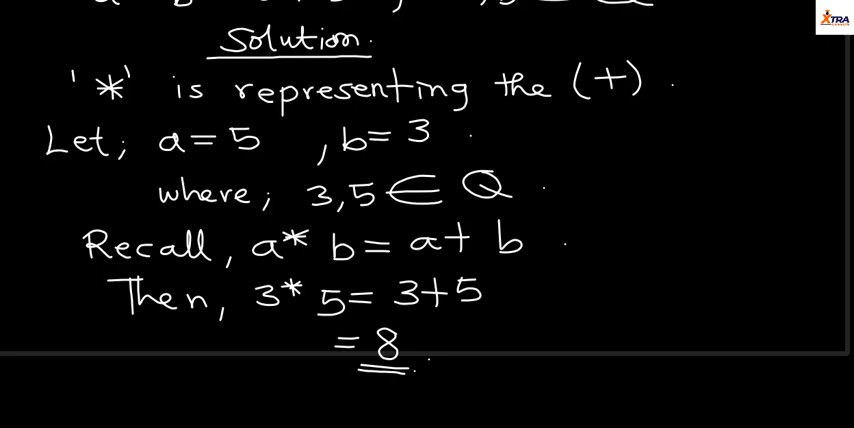 XTRA
Solution.
'*' is representing the (+).
Let; a = 5 , b = 3.
where; 3,5 ∈ Q.
Recall, a * b = a + b.
Then, 3 * 5 = 3 + 5
= 8.